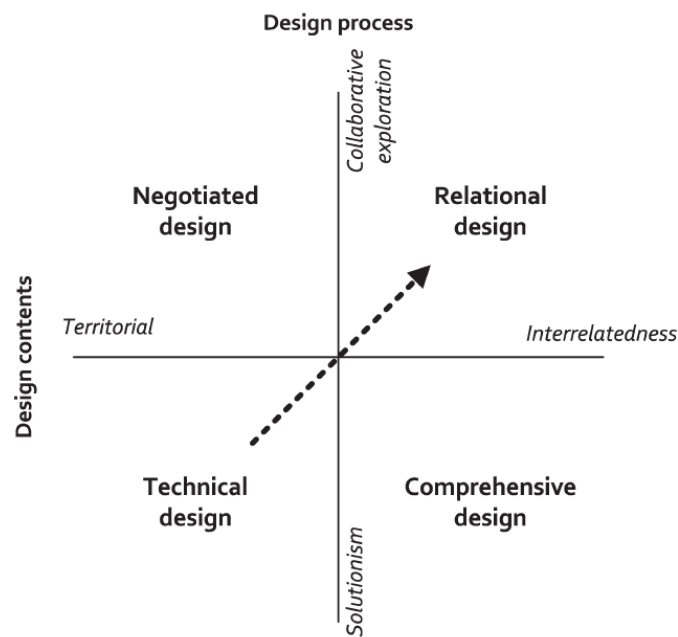 Design process
Collaborative
exploration
Negotiated
design
Relational
design
Design contents
Territorial
Interrelatedness
Technical
design
Comprehensive
design
Solutionism